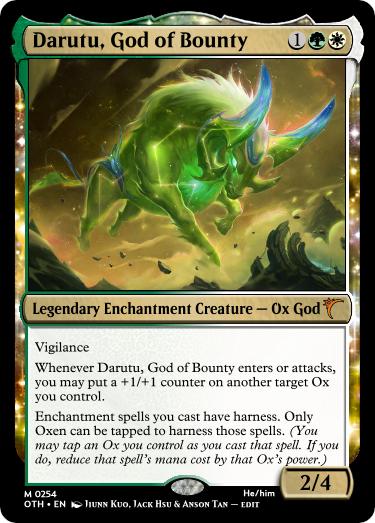 Darutu, God of Bounty 1
Legendary Enchantment Creature — Ox God
Vigilance
Whenever Darutu, God of Bounty enters or attacks,
you may put a +1/+1 counter on another target Ox
you control.
Enchantment spells you cast have harness. Only
Oxen can be tapped to harness those spells. (You
may tap an Ox you control as you cast that spell. If you
do, reduce that spell's mana cost by that Ox's power.)
2/4
M 0254 He/him
OTH • EN Jiunn Kuo, Jack Hsu & Anson Tan — edit